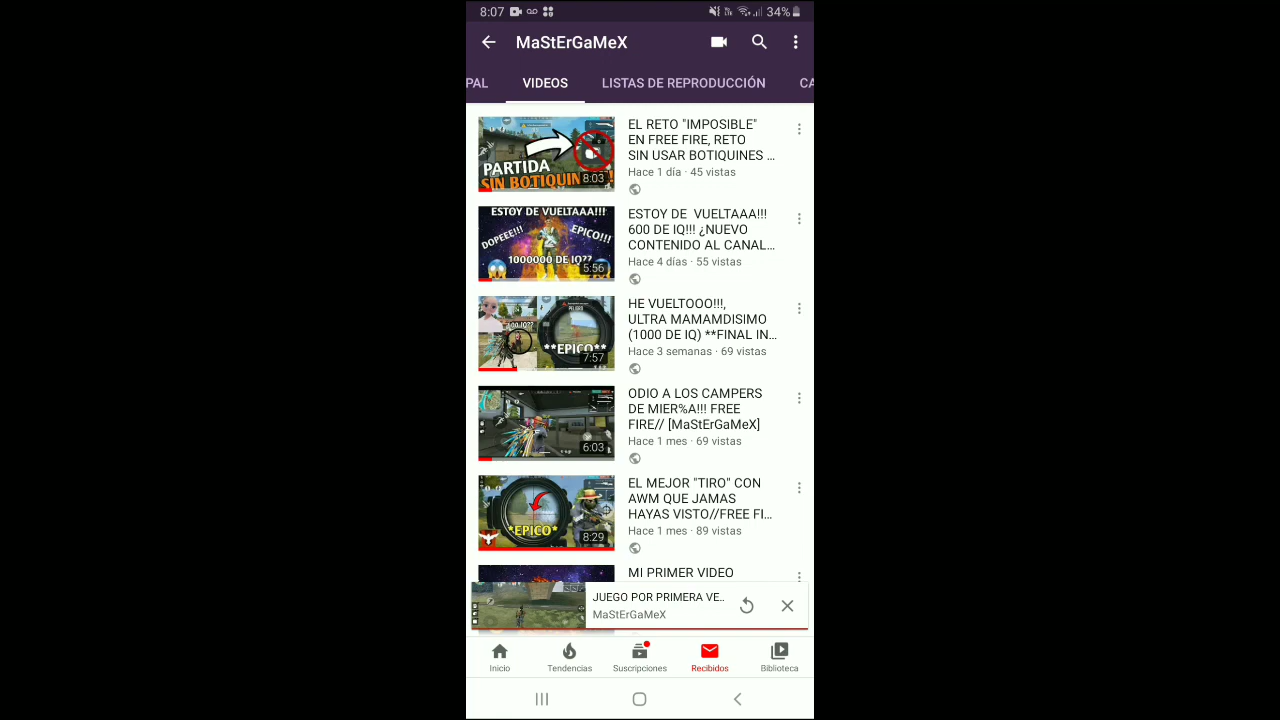 8:07
34%
MaStErGaMeX
PAL
VIDEOS
LISTAS DE REPRODUCCIÓN
CA
PARTIDA
SIN BOTIQUIN
8:03
EL RETO "IMPOSIBLE"
EN FREE FIRE, RETO
SIN USAR BOTIQUINES ...
Hace 1 día · 45 vistas
ESTOY DE VUELTAAA!!!
DOPEEE!!!
EPICO!!!
1000000 DE IQ??
5:56
ESTOY DE  VUELTAAA!!!
600 DE IQ!!! ¿NUEVO
CONTENIDO AL CANAL...
Hace 4 días · 55 vistas
**EPICO**
7:57
HE VUELTOOO!!!,
ULTRA MAMAMDISIMO
(1000 DE IQ) **FINAL IN...
Hace 3 semanas · 69 vistas
6:03
ODIO A LOS CAMPERS
DE MIER%A!!! FREE
FIRE// [MaStErGaMeX]
Hace 1 mes · 69 vistas
*EPICO*
8:29
EL MEJOR "TIRO" CON
AWM QUE JAMAS
HAYAS VISTO//FREE FI...
Hace 1 mes · 89 vistas
MI PRIMER VIDEO
JUEGO POR PRIMERA VE...
MaStErGaMeX
Inicio
Tendencias
Suscripciones
Recibidos
Biblioteca